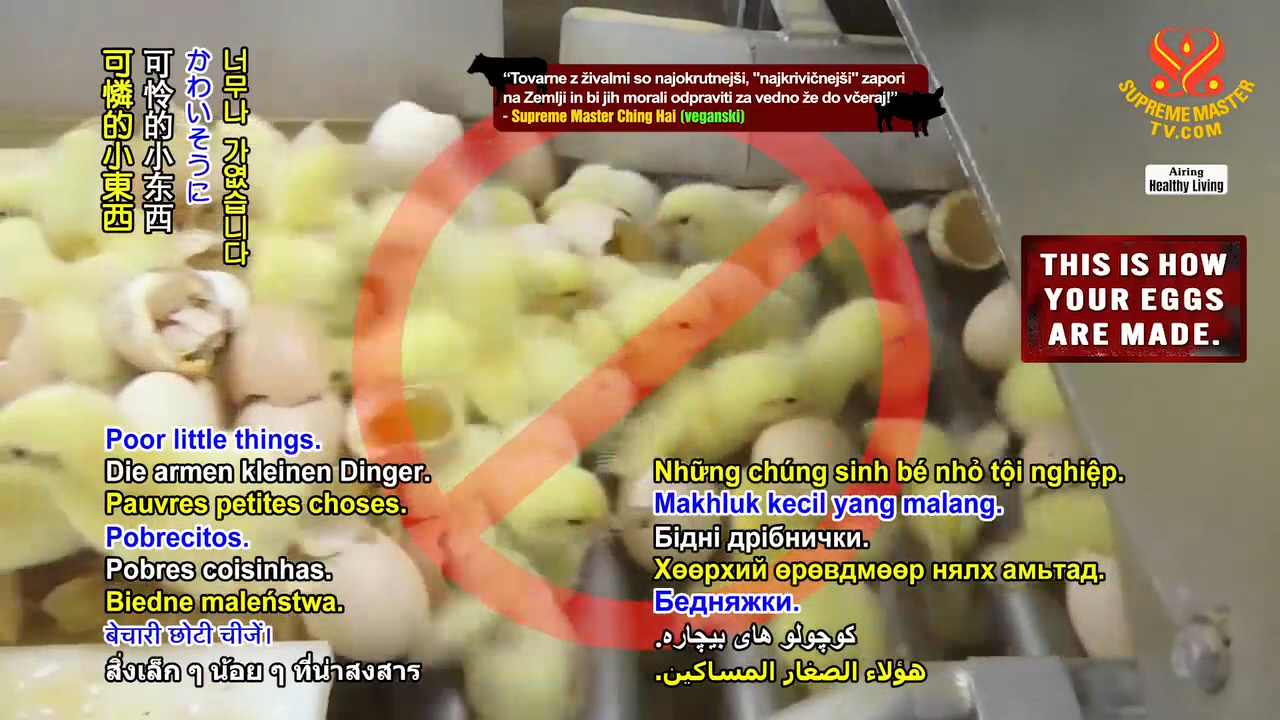 너무나 가엾습니다
かわいそうに
可怜的小东西
可憐的小東西
“Tovarne z živalmi so najokrutnejši, "najkrivičnejši" zapori
na Zemlji in bi jih morali odpraviti za vedno že do včeraj!”
- Supreme Master Ching Hai (veganski)
SUPREME MASTER
TV.COM
Airing
Healthy Living
THIS IS HOW
YOUR EGGS
ARE MADE.
Poor little things.
Die armen kleinen Dinger.
Pauvres petites choses.
Pobrecitos.
Pobres coisinhas.
Biedne maleństwa.
बेचारी छोटी चीजें।
สิ่งเล็ก ๆ น้อย ๆ ที่น่าสงสาร
Những chúng sinh bé nhỏ tội nghiệp.
Makhluk kecil yang malang.
Бідні дрібнички.
Хөөрхий өрөвдмөөр нялх амьтад.
Бедняжки.
کوچولو های بیچاره.
هؤلاء الصغار المساكين.